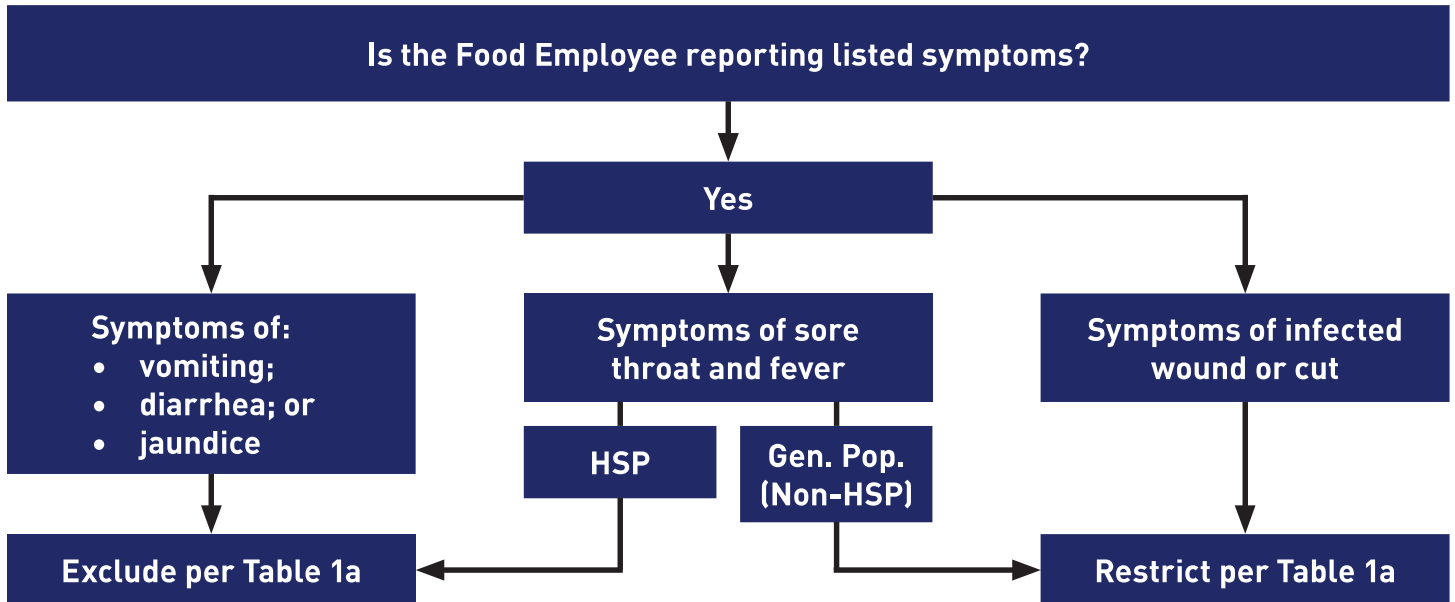 Is the Food Employee reporting listed symptoms?
Yes
Symptoms of:
• vomiting;
• diarrhea; or
• jaundice
Symptoms of sore
throat and fever
Symptoms of infected
wound or cut
HSP
Gen. Pop.
(Non-HSP)
Exclude per Table 1a
Restrict per Table 1a